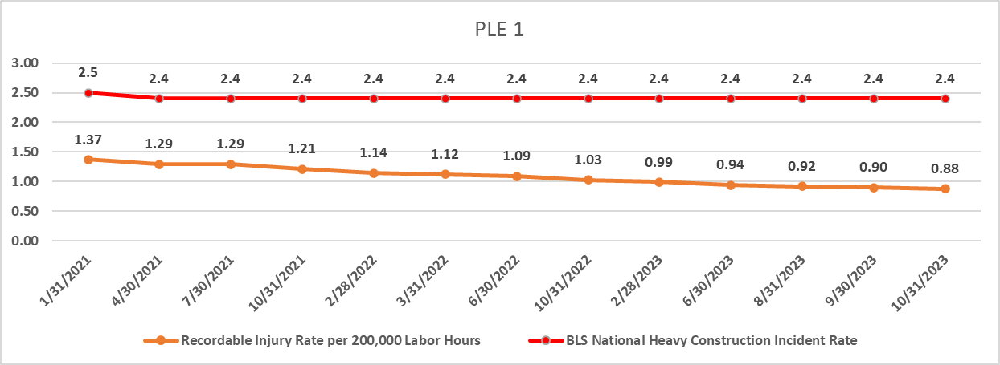 PLE 1
3.00
2.50
2.00
1.50
1.00
0.50
0.00
2.5 2.4 2.4 2.4 2.4 2.4 2.4 2.4 2.4 2.4 2.4 2.4 2.4
1.37 1.29 1.29 1.21 1.14 1.12 1.09 1.03 0.99 0.94 0.92 0.90 0.88
1/31/2021 4/30/2021 7/30/2021 10/31/2021 2/28/2022 3/31/2022 6/30/2022 10/31/2022 2/28/2023 6/30/2023 8/31/2023 9/30/2023 10/31/2023
Recordable Injury Rate per 200,000 Labor Hours BLS National Heavy Construction Incident Rate